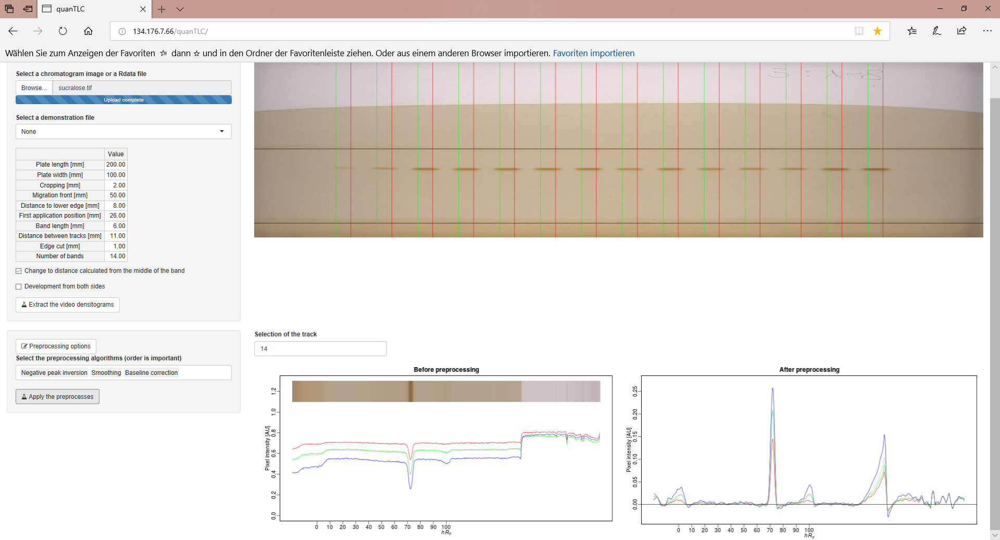 quanTLC
134.176.7.66/quanTLC/
Wählen Sie zum Anzeigen der Favoriten dann und in den Ordner der Favoritenleiste ziehen. Oder aus einem anderen Browser importieren. Favoriten importieren
Select a chromatogram image or a Rdata file
Browse... sucralose.tif
Upload complete
Select a demonstration file
None
Value
Plate length [mm] 200.00
Plate width [mm] 100.00
Cropping [mm] 2.00
Migration front [mm] 50.00
Distance to lower edge [mm] 8.00
First application position [mm] 26.00
Band length [mm] 6.00
Distance between tracks [mm] 11.00
Edge cut [mm] 1.00
Number of bands 14.00
Change to distance calculated from the middle of the band
Development from both sides
Extract the video densitograms
Preprocessing options
Select the preprocessing algorithms (order is important)
Negative peak inversion Smoothing Baseline correction
Apply the preprocesses
Selection of the track
14
Before preprocessing
Pixel intensity [AU]
0.0 0.2 0.4 0.6 0.8 1.0 1.2
0 10 20 30 40 50 60 70 80 90 100
hRF
After preprocessing
Pixel intensity [AU]
0.00 0.05 0.10 0.15 0.20 0.25
0 10 20 30 40 50 60 70 80 90 100
hRF